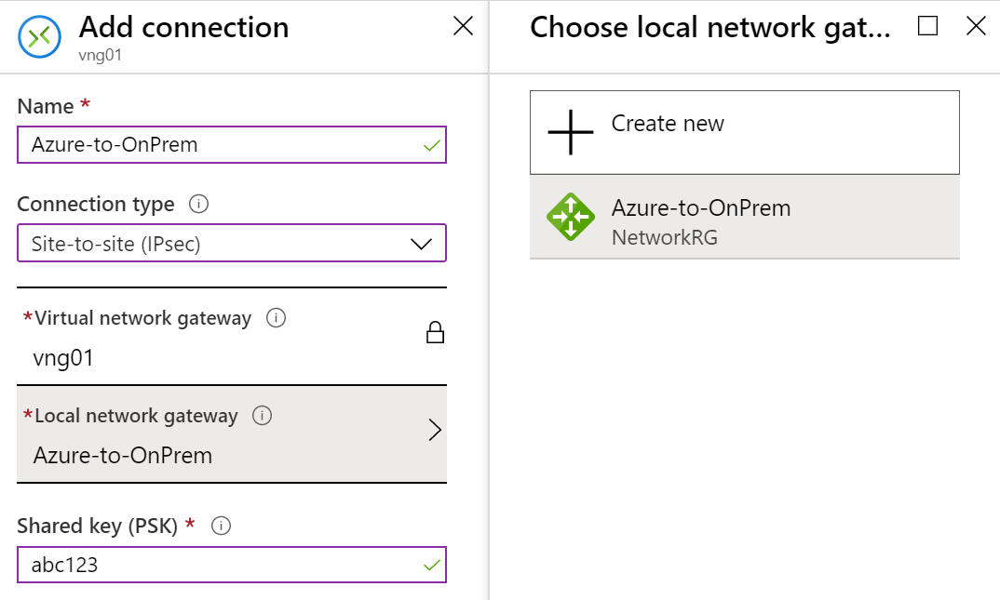 Add connection
vng01
Name *
Azure-to-OnPrem
Connection type
Site-to-site (IPsec)
*Virtual network gateway
vng01
*Local network gateway
Azure-to-OnPrem
Shared key (PSK) *
abc123
Choose local network gat...
Create new
Azure-to-OnPrem
NetworkRG